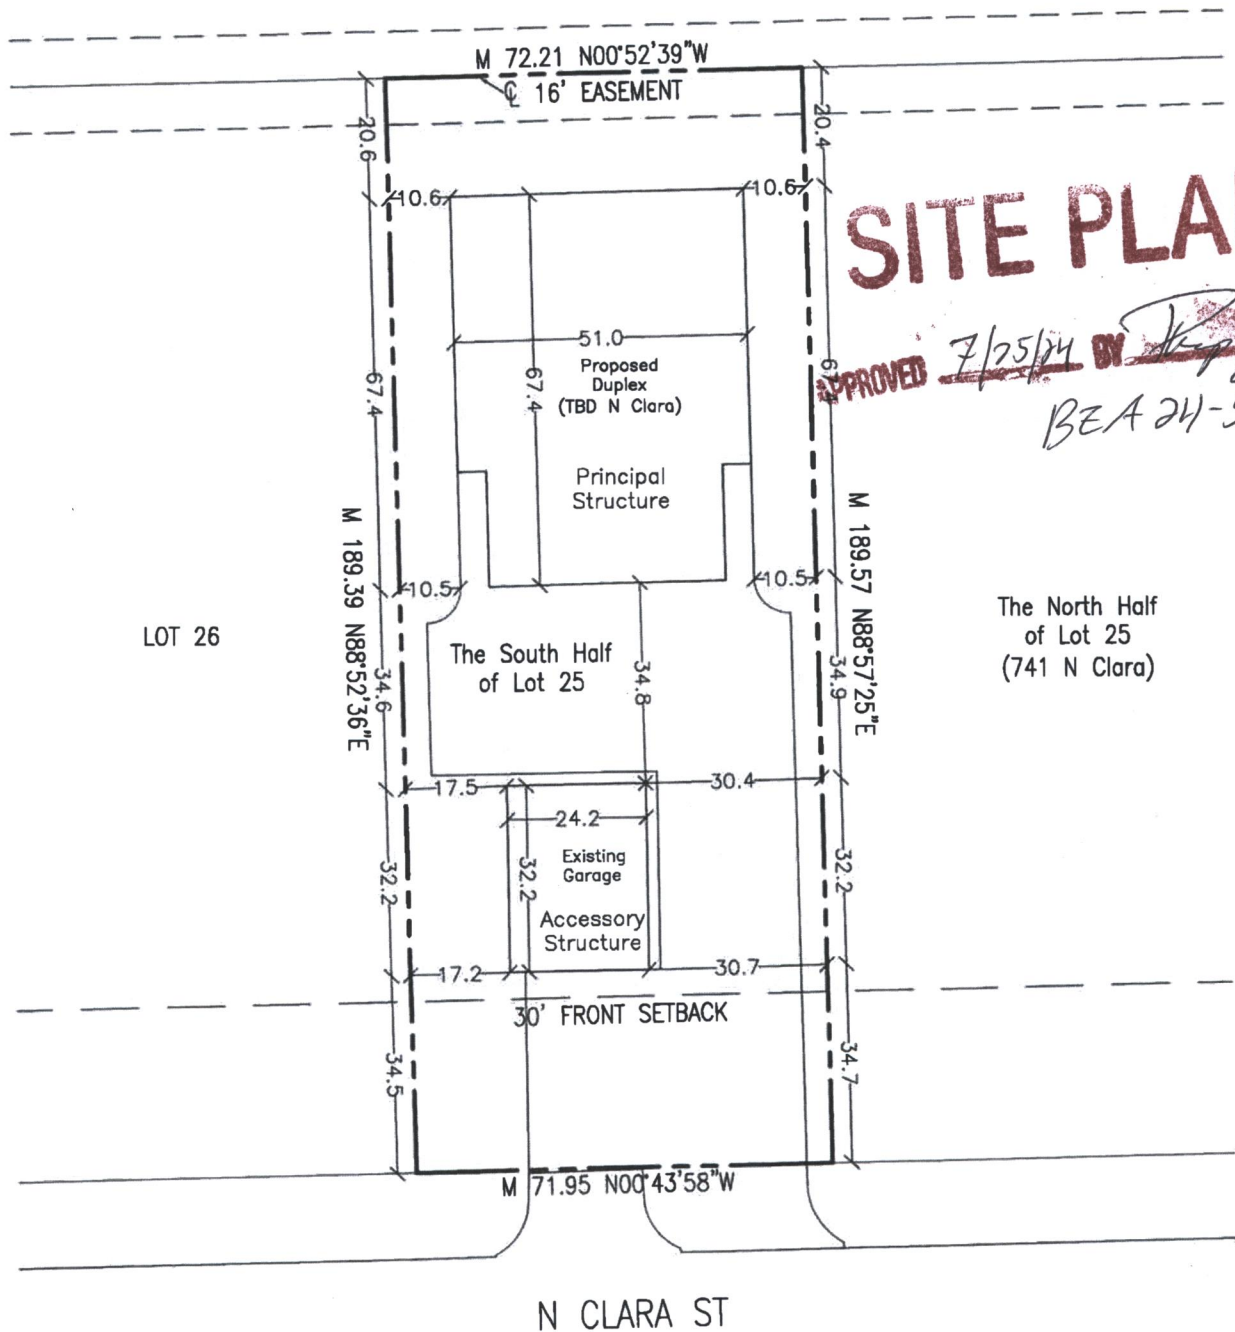 M 72.21 N00°52'39"W
℄ 16' EASEMENT
20.6
20.4
10.6
10.6
SITE PLA
APPROVED 7/25/24 BY
BZA 24-
51.0
Proposed
Duplex
(TBD N Clara)
67.4
67.4
67.4
Principal
Structure
M 189.39 N88°52'36"E
M 189.57 N88°57'25"E
10.5
10.5
LOT 26
The South Half
of Lot 25
The North Half
of Lot 25
(741 N Clara)
34.6
34.8
34.9
17.5
30.4
24.2
Existing
Garage
32.2
32.2
32.2
Accessory
Structure
17.2
30.7
30' FRONT SETBACK
34.5
34.7
M 71.95 N00°43'58"W
N CLARA ST